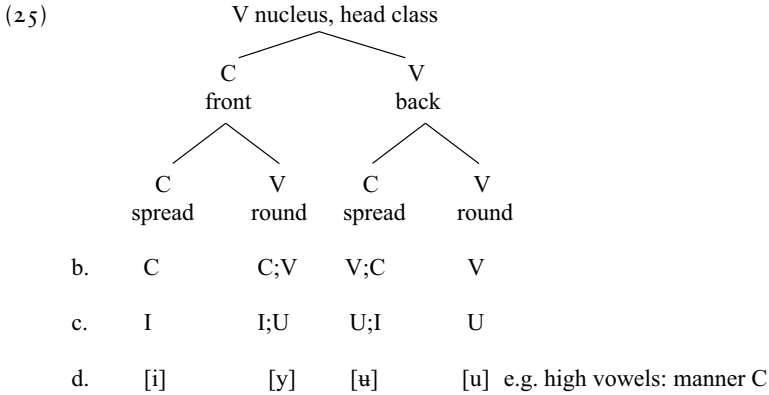 (25) V nucleus, head class
C V
front back
C V C V
spread round spread round
b. C C;V V;C V
c. I I;U U;I U
d. [i] [y] [ʉ] [u] e.g. high vowels: manner C